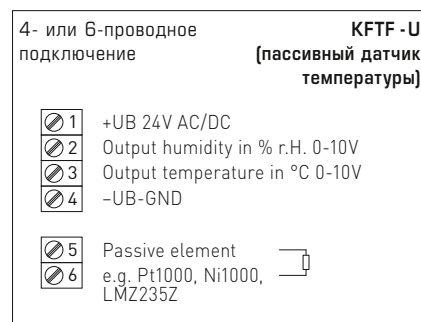 4- или 6-проводное
подключение
KFTF - U
(пассивный датчик
температуры)
1 +UB 24V AC/DC
2 Output humidity in % r.H. 0-10V
3 Output temperature in °C 0-10V
4 –UB-GND
5 Passive element
6 e.g. Pt1000, Ni1000,
LMZ235Z